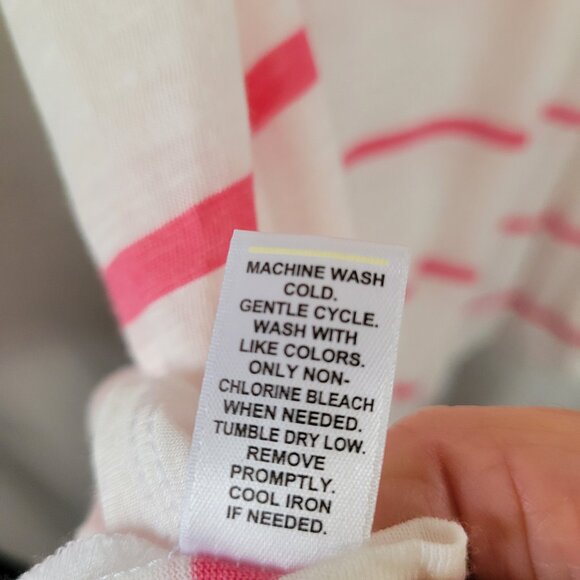 MACHINE WASH
COLD.
GENTLE CYCLE.
WASH WITH
LIKE COLORS.
ONLY NON-
CHLORINE BLEACH
WHEN NEEDED.
TUMBLE DRY LOW.
REMOVE
PROMPTLY.
COOL IRON
IF NEEDED.